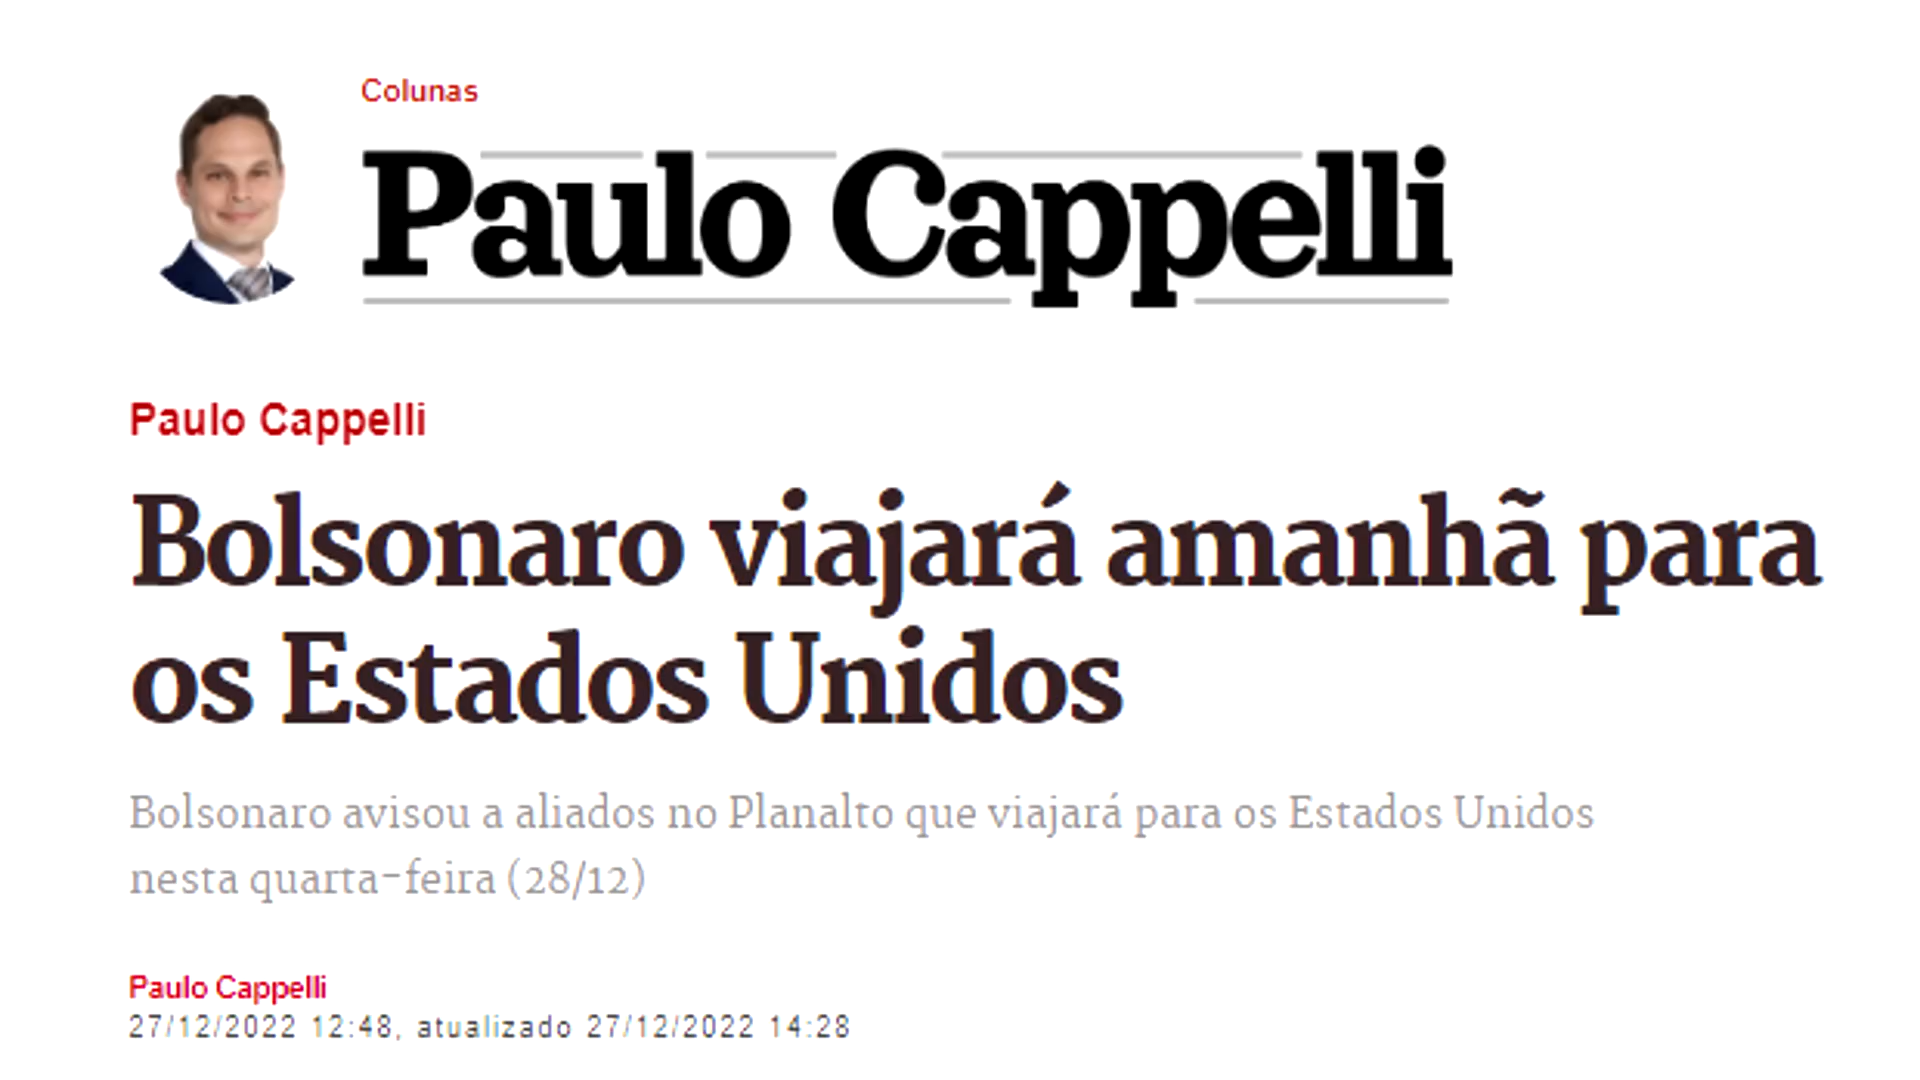 Colunas
Paulo Cappelli
Paulo Cappelli
Bolsonaro viajará amanhã para
os Estados Unidos
Bolsonaro avisou a aliados no Planalto que viajará para os Estados Unidos
nesta quarta-feira (28/12)
Paulo Cappelli
27/12/2022 12:48, atualizado 27/12/2022 14:28